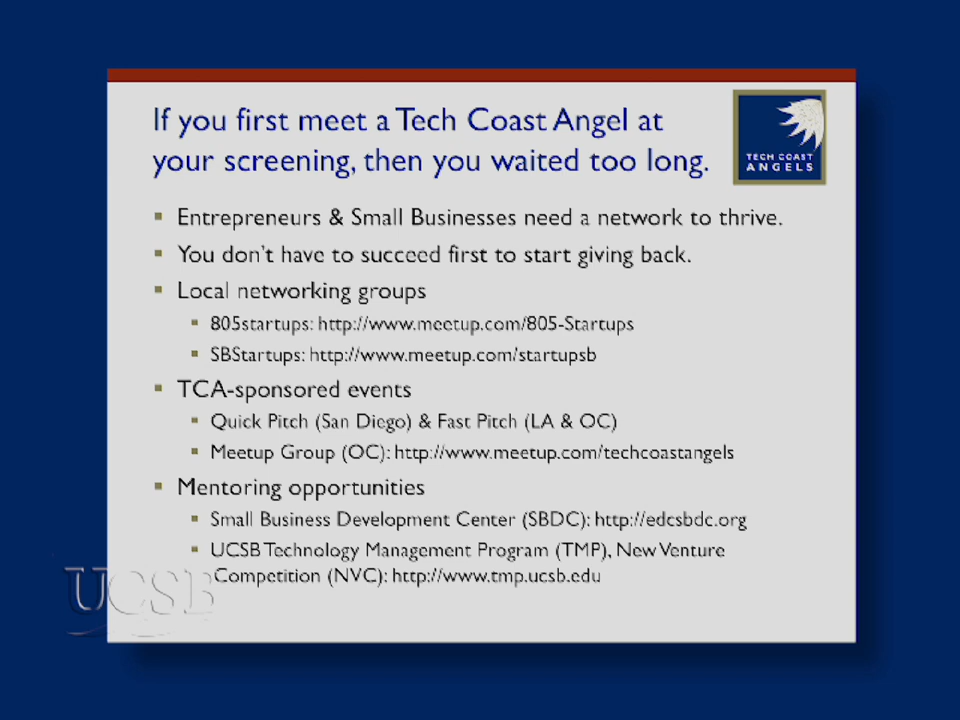 If you first meet a Tech Coast Angel at
your screening, then you waited too long.
TECH COAST
ANGELS
Entrepreneurs & Small Businesses need a network to thrive.
You don't have to succeed first to start giving back.
Local networking groups
805startups: http://www.meetup.com/805-Startups
SBStartups: http://www.meetup.com/startupsb
TCA-sponsored events
Quick Pitch (San Diego) & Fast Pitch (LA & OC)
Meetup Group (OC): http://www.meetup.com/techcoastangels
Mentoring opportunities
Small Business Development Center (SBDC): http://edcsbdc.org
UCSB Technology Management Program (TMP), New Venture
Competition (NVC): http://www.tmp.ucsb.edu
UCSB